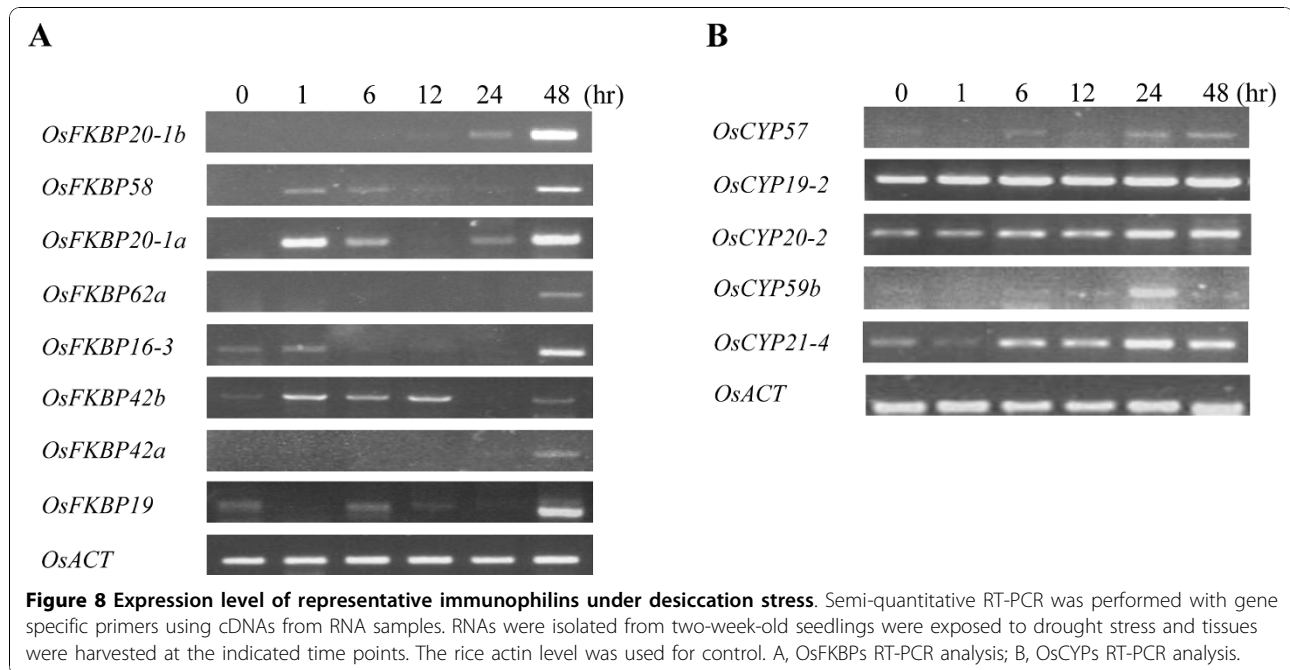 A
0 1 6 12 24 48 (hr)
OsFKBP20-1b
OsFKBP58
OsFKBP20-1a
OsFKBP62a
OsFKBP16-3
OsFKBP42b
OsFKBP42a
OsFKBP19
OsACT
B
0 1 6 12 24 48 (hr)
OsCYP57
OsCYP19-2
OsCYP20-2
OsCYP59b
OsCYP21-4
OsACT
Figure 8 Expression level of representative immunophilins under desiccation stress. Semi-quantitative RT-PCR was performed with gene
specific primers using cDNAs from RNA samples. RNAs were isolated from two-week-old seedlings were exposed to drought stress and tissues
were harvested at the indicated time points. The rice actin level was used for control. A, OsFKBPs RT-PCR analysis; B, OsCYPs RT-PCR analysis.